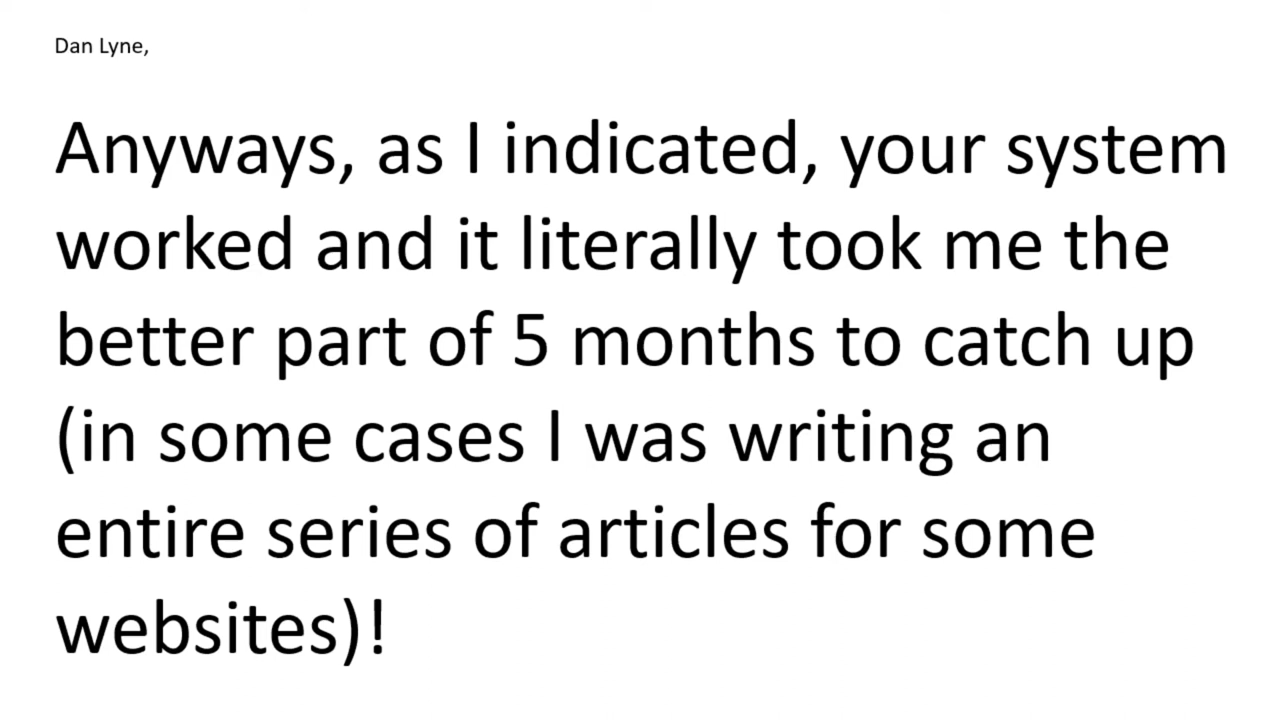 Dan Lyne,
Anyways, as I indicated, your system
worked and it literally took me the
better part of 5 months to catch up
(in some cases I was writing an
entire series of articles for some
websites)!